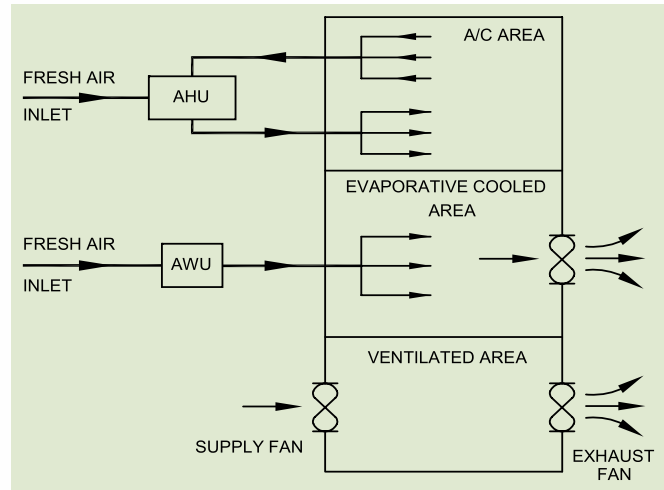 A/C AREA
FRESH AIR
INLET
AHU
EVAPORATIVE COOLED
AREA
FRESH AIR
INLET
AWU
VENTILATED AREA
SUPPLY FAN
EXHAUST
FAN